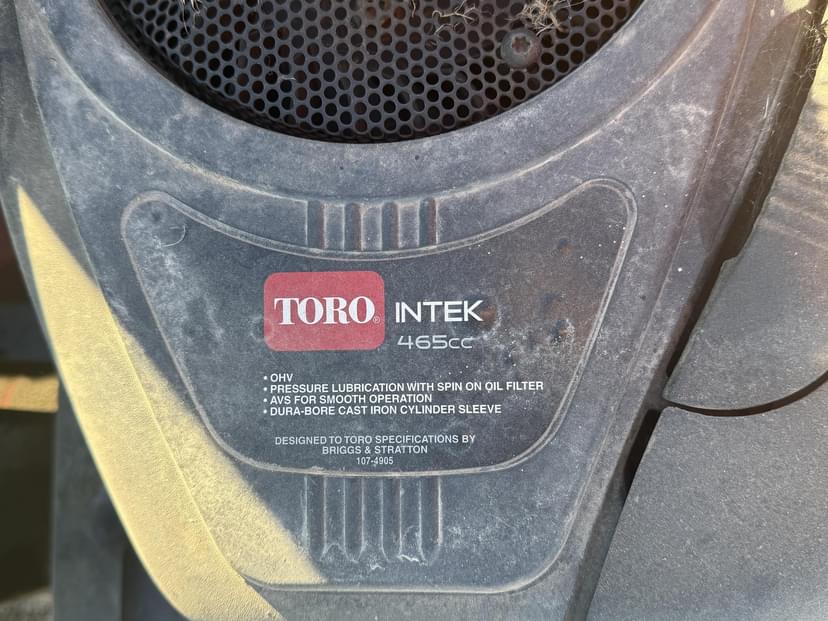 TORO® INTEK
465cc
• OHV
• PRESSURE LUBRICATION WITH SPIN ON OIL FILTER
• AVS FOR SMOOTH OPERATION
• DURA-BORE CAST IRON CYLINDER SLEEVE
DESIGNED TO TORO SPECIFICATIONS BY
BRIGGS & STRATTON
107-4905